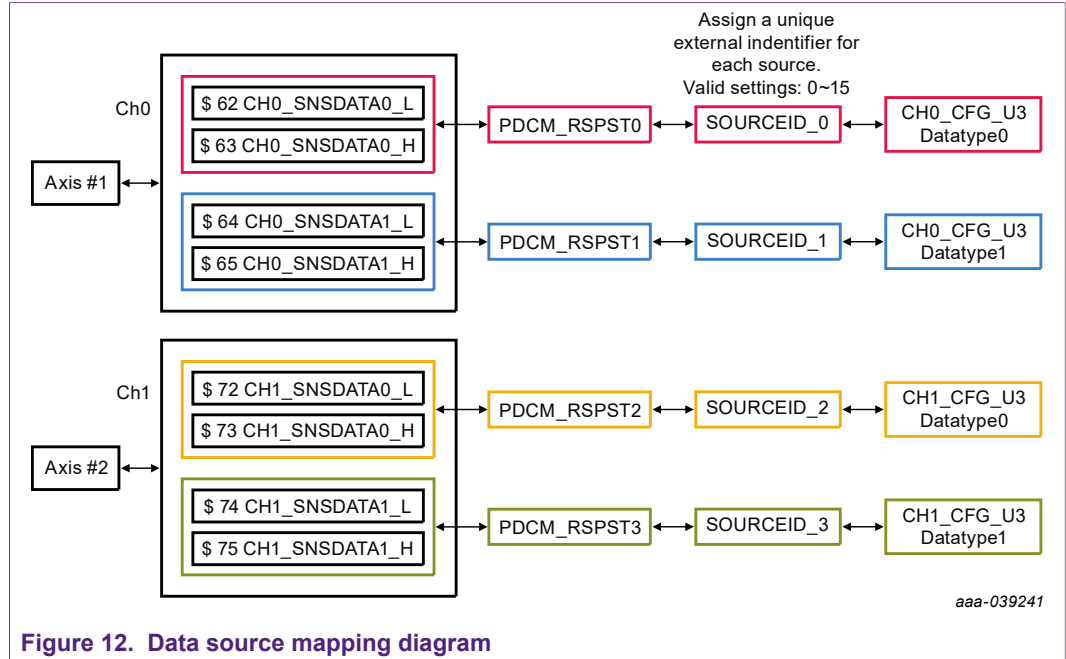 Assign a unique
external indentifier for
each source.
Valid settings: 0~15
Ch0
$ 62 CH0_SNSDATA0_L
$ 63 CH0_SNSDATA0_H
PDCM_RSPST0
SOURCEID_0
CH0_CFG_U3
Datatype0
Axis #1
$ 64 CH0_SNSDATA1_L
$ 65 CH0_SNSDATA1_H
PDCM_RSPST1
SOURCEID_1
CH0_CFG_U3
Datatype1
Ch1
$ 72 CH1_SNSDATA0_L
$ 73 CH1_SNSDATA0_H
PDCM_RSPST2
SOURCEID_2
CH1_CFG_U3
Datatype0
Axis #2
$ 74 CH1_SNSDATA1_L
$ 75 CH1_SNSDATA1_H
PDCM_RSPST3
SOURCEID_3
CH1_CFG_U3
Datatype1
aaa-039241
Figure 12. Data source mapping diagram